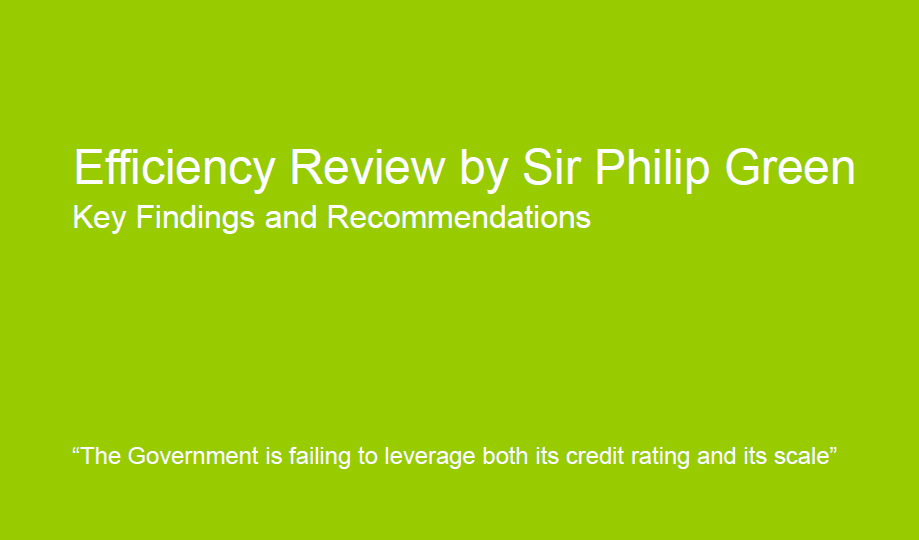 Efficiency Review by Sir Philip Green
Key Findings and Recommendations
“The Government is failing to leverage both its credit rating and its scale”